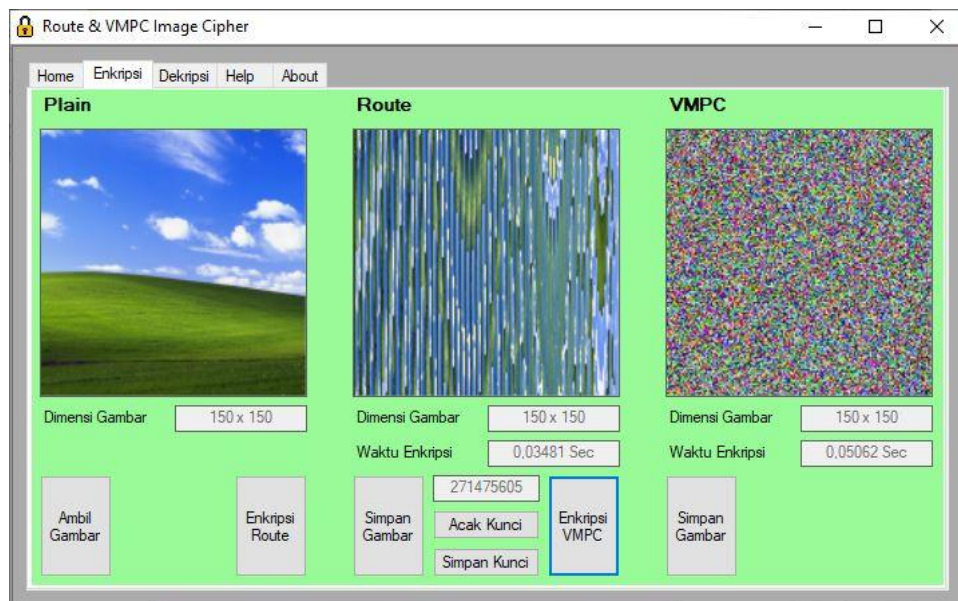 Route & VMPC Image Cipher
Home Enkripsi Dekripsi Help About
Plain Route VMPC
Dimensi Gambar 150 x 150 Dimensi Gambar 150 x 150 Dimensi Gambar 150 x 150
Waktu Enkripsi 0,03481 Sec Waktu Enkripsi 0,05062 Sec
Ambil
Gambar
Enkripsi
Route
Simpan
Gambar
271475605
Acak Kunci
Simpan Kunci
Enkripsi
VMPC
Simpan
Gambar